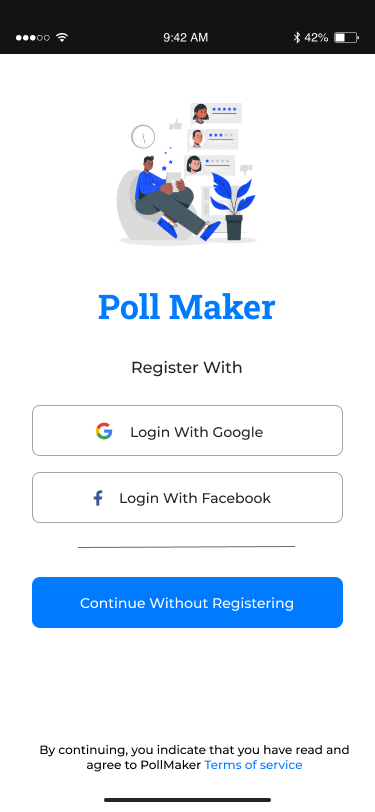 9:42 AM
42%
Poll Maker
Register With
Login With Google
Login With Facebook
Continue Without Registering
By continuing, you indicate that you have read and
agree to PollMaker Terms of service